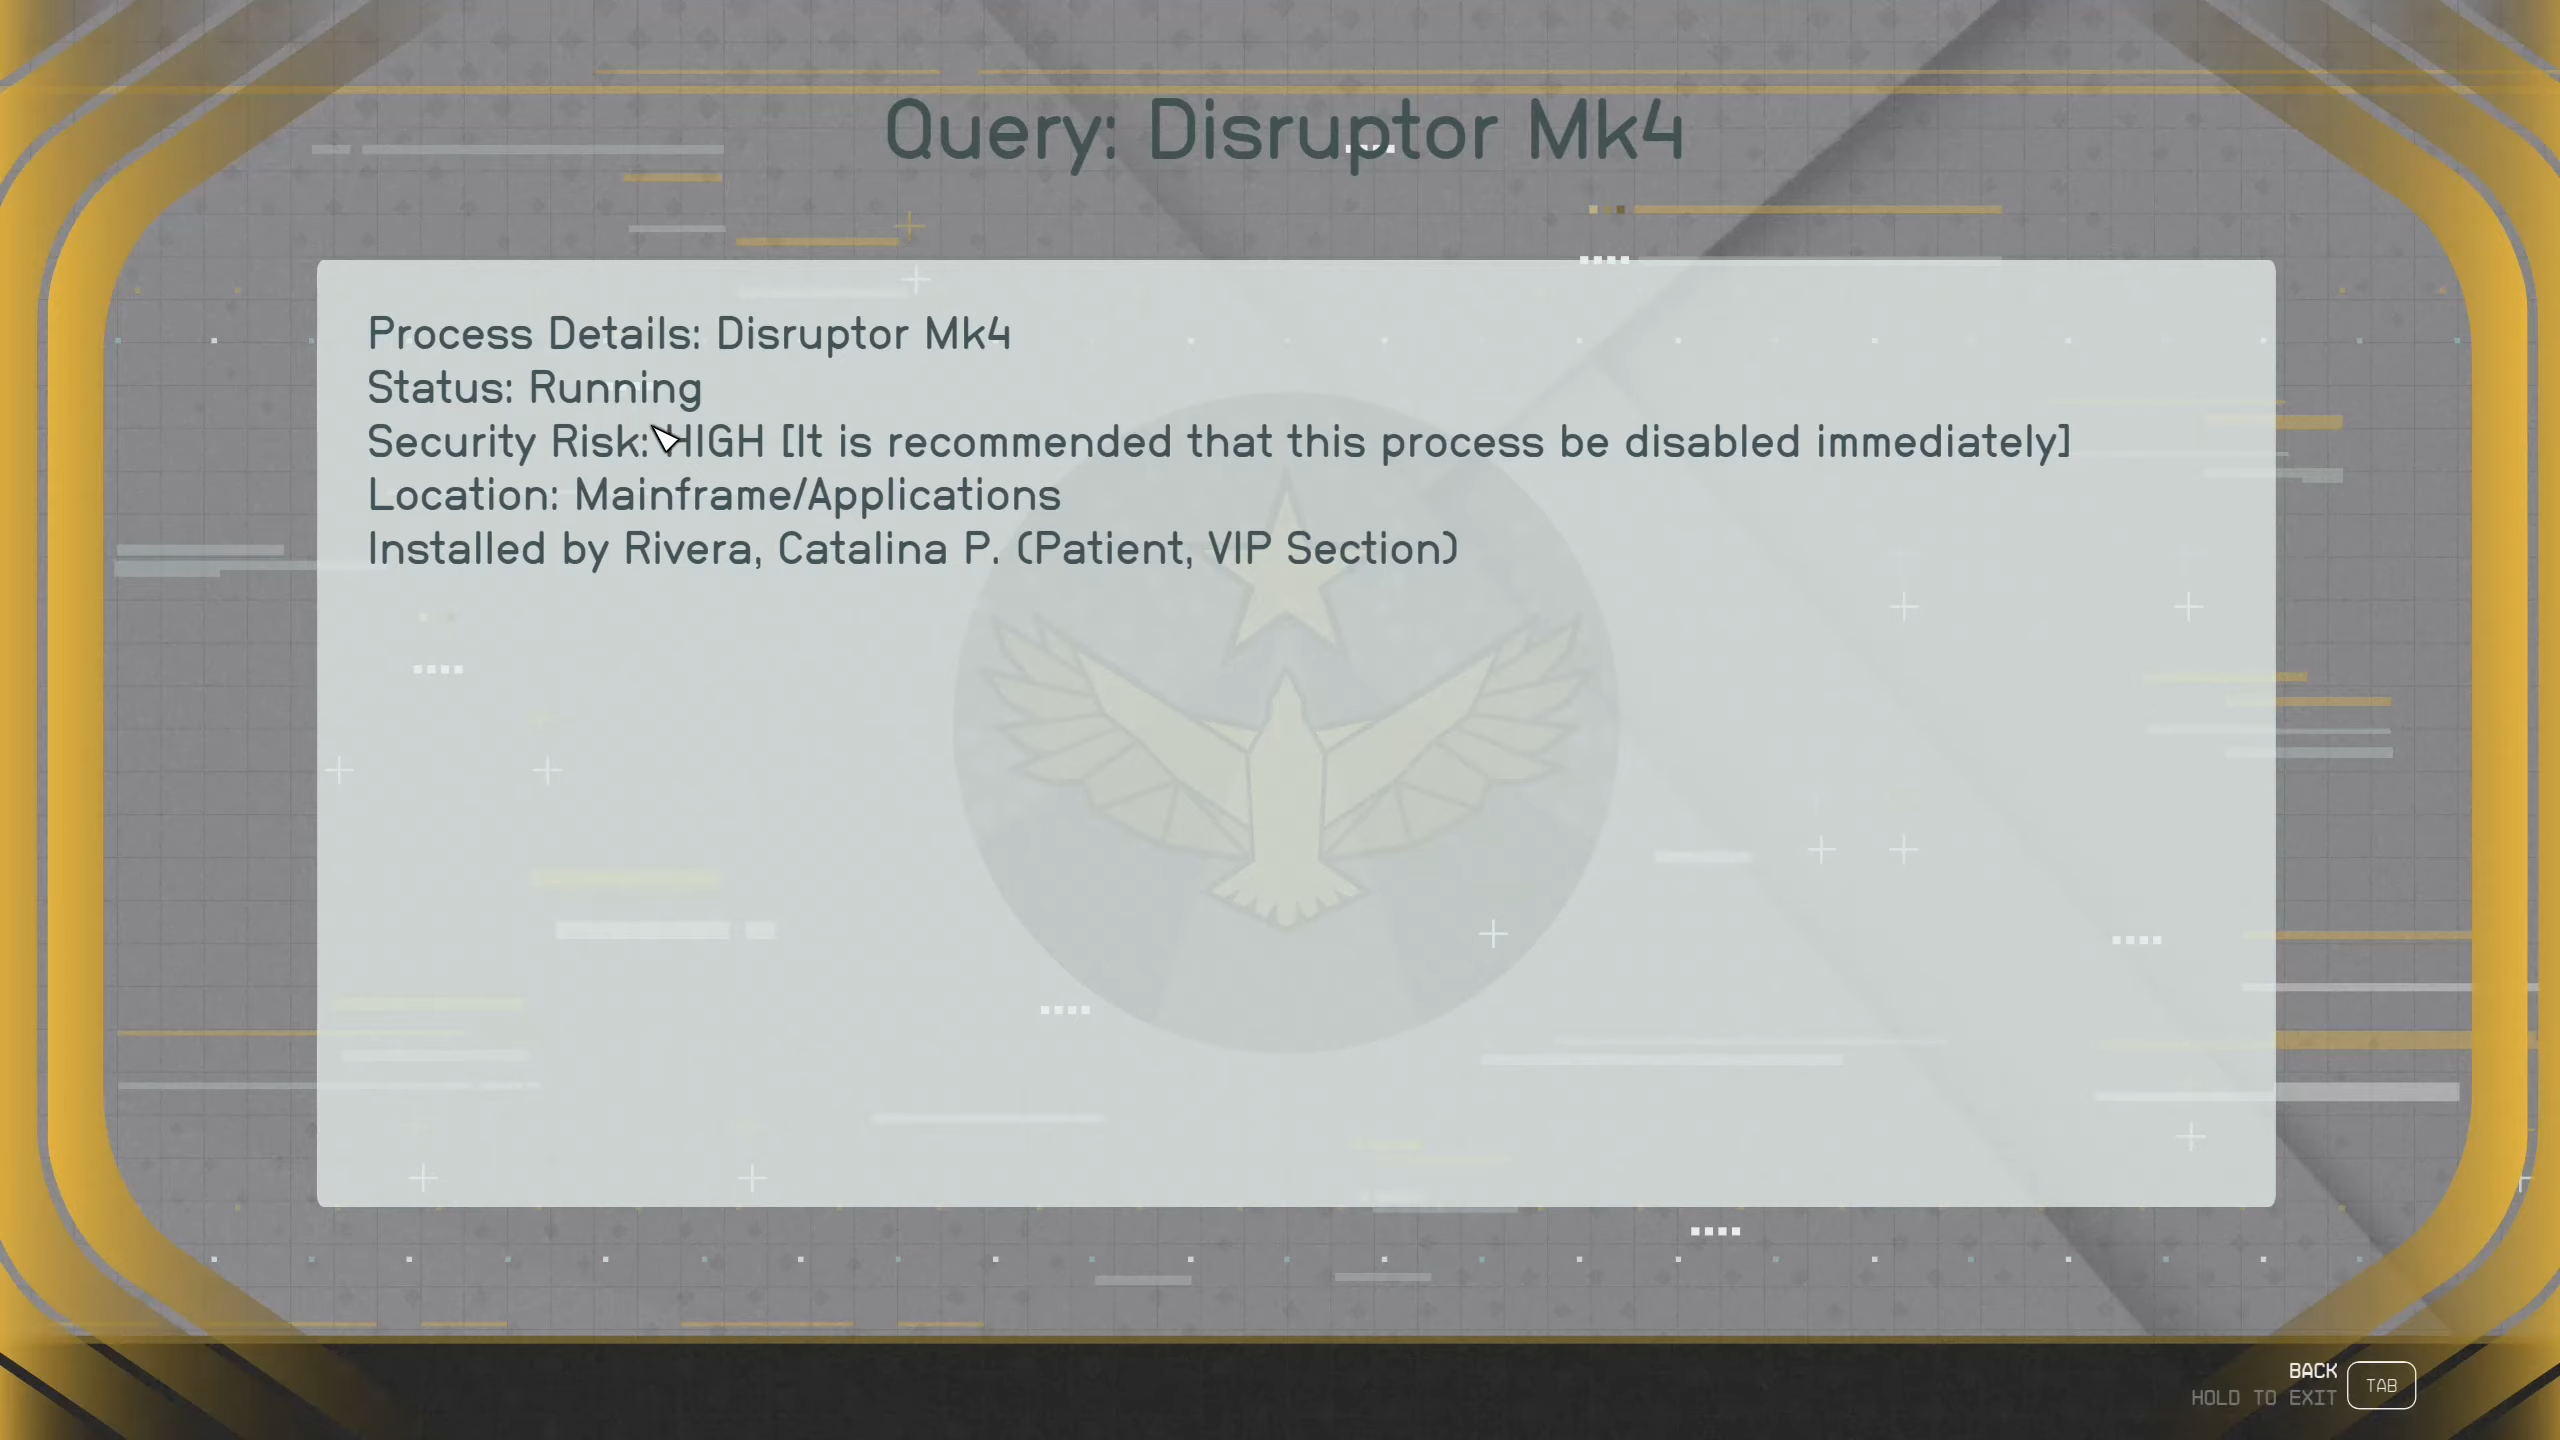 Query: Disruptor Mk4
Process Details: Disruptor Mk4
Status: Running
Security Risk: HIGH [It is recommended that this process be disabled immediately]
Location: Mainframe/Applications
Installed by Rivera, Catalina P. (Patient, VIP Section)
BACK
HOLD TO EXIT
TAB